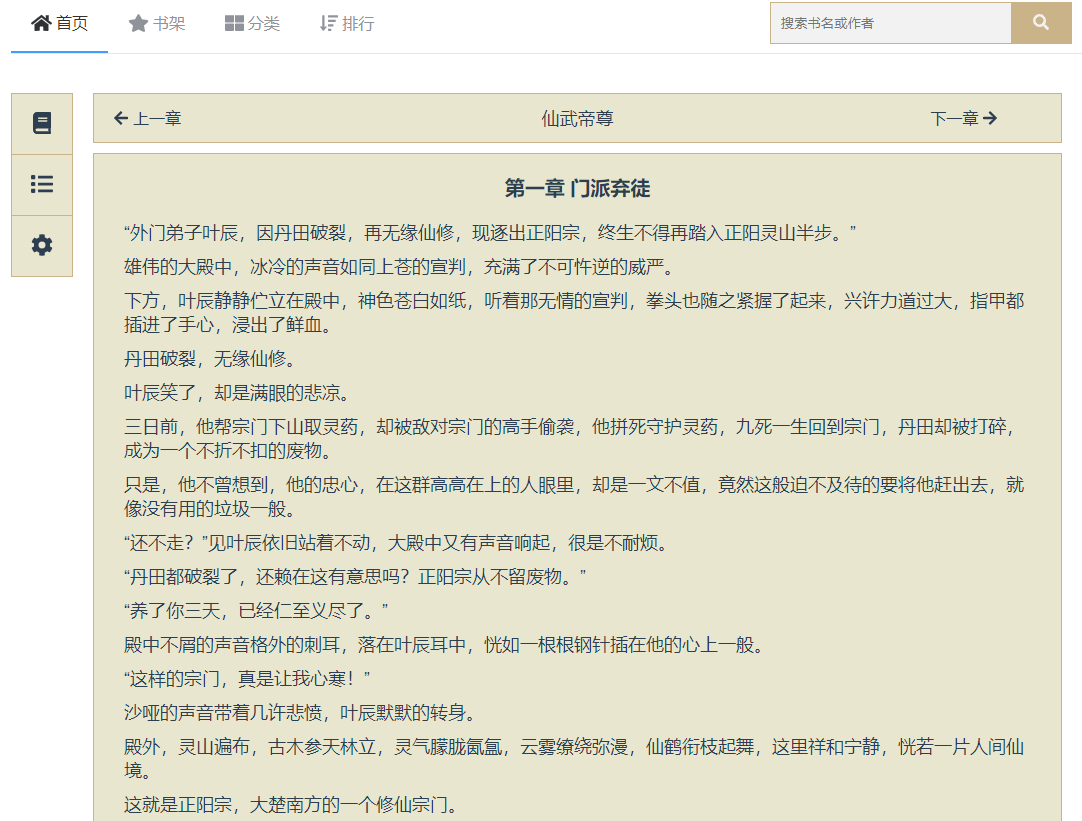 首页 书架 分类 排行 搜索书名或作者
上一章 仙武帝尊 下一章
第一章 门派弃徒
“外门弟子叶辰，因丹田破裂，再无缘仙修，现逐出正阳宗，终生不得再踏入正阳灵山半步。”
雄伟的大殿中，冰冷的声音如同上苍的宣判，充满了不可忤逆的威严。
下方，叶辰静静伫立在殿中，神色苍白如纸，听着那无情的宣判，拳头也随之紧握了起来，兴许力道过大，指甲都
插进了手心，浸出了鲜血。
丹田破裂，无缘仙修。
叶辰笑了，却是满眼的悲凉。
三日前，他帮宗门下山取灵药，却被敌对宗门的高手偷袭，他拼死守护灵药，九死一生回到宗门，丹田却被打碎，
成为一个不折不扣的废物。
只是，他不曾想到，他的忠心，在这群高高在上的人眼里，却是一文不值，竟然这般迫不及待的要将他赶出去，就
像没有用的垃圾一般。
“还不走？”见叶辰依旧站着不动，大殿中又有声音响起，很是不耐烦。
“丹田都破裂了，还赖在这有意思吗？正阳宗从不留废物。”
“养了你三天，已经仁至义尽了。”
殿中不屑的声音格外的刺耳，落在叶辰耳中，恍如一根根钢针插在他的心上一般。
“这样的宗门，真是让我心寒！”
沙哑的声音带着几许悲愤，叶辰默默的转身。
殿外，灵山遍布，古木参天林立，灵气朦胧氤氲，云雾缭绕弥漫，仙鹤衔枝起舞，这里祥和宁静，恍若一片人间仙
境。
这就是正阳宗，大楚南方的一个修仙宗门。